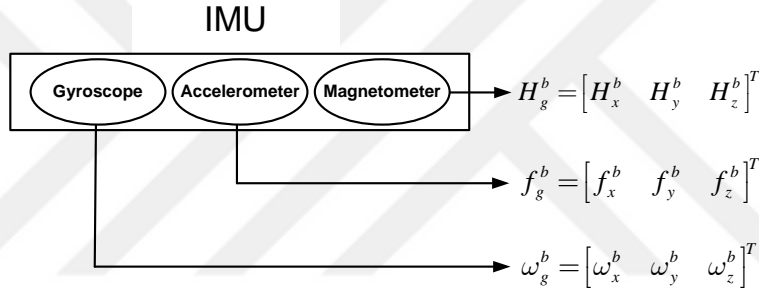 IMU
Gyroscope Accelerometer Magnetometer
H_g^b = [H_x^b H_y^b H_z^b]^T
f_g^b = [f_x^b f_y^b f_z^b]^T
ω_g^b = [ω_x^b ω_y^b ω_z^b]^T